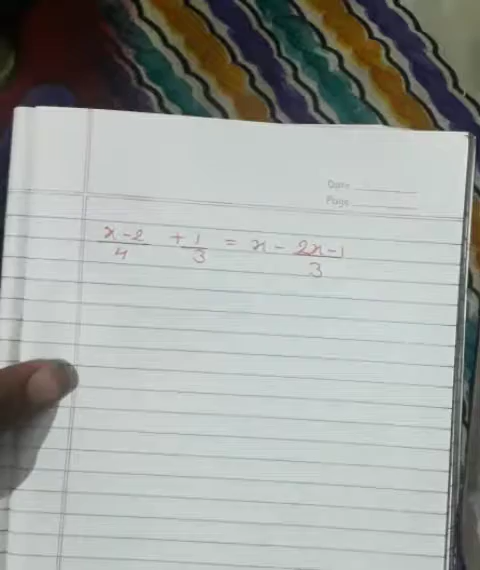 Date
Page
x-2/4 + 1/3 = x - 2x-1/3